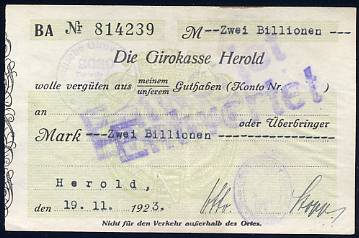 BA № 814239 M ---Zwei Billionen ---
Die Girokasse Herold
wolle vergüten aus meinem
unserem Guthaben (Konto Nr. )
an oder Überbringer
Mark ---Zwei Billionen ---
Entwertet
Herold,
den 19.11. 1923.
Nicht für den Verkehr außerhalb des Ortes.